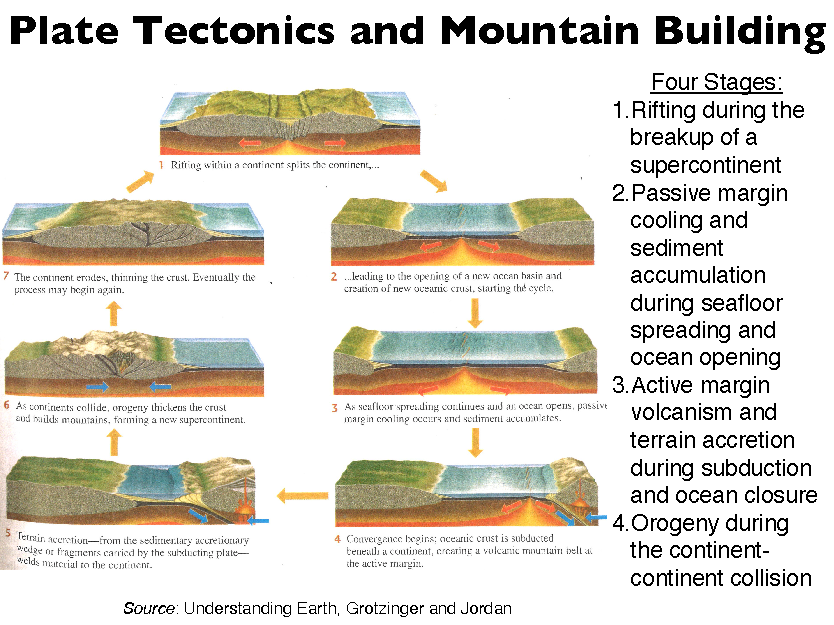 Plate Tectonics and Mountain Building
Four Stages:
1.Rifting during the
breakup of a
supercontinent
2.Passive margin
cooling and
sediment
accumulation
during seafloor
spreading and
ocean opening
3.Active margin
volcanism and
terrain accretion
during subduction
and ocean closure
4.Orogeny during
the continent-
continent collision
1 Rifting within a continent splits the continent,...
2 ...leading to the opening of a new ocean basin and
creation of new oceanic crust, starting the cycle.
3 As seafloor spreading continues and an ocean opens, passive
margin cooling occurs and sediment accumulates.
4 Convergence begins; oceanic crust is subducted
beneath a continent, creating a volcanic mountain belt at
the active margin.
5 Terrain accretion—from the sedimentary accretionary
wedge or fragments carried by the subducting plate—
welds material to the continent.
6 As continents collide, orogeny thickens the crust
and builds mountains, forming a new supercontinent.
7 The continent erodes, thinning the crust. Eventually the
process may begin again.
Source: Understanding Earth, Grotzinger and Jordan